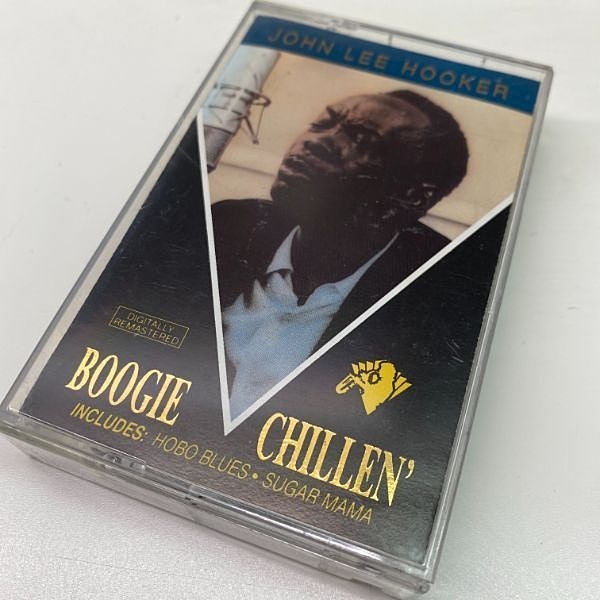 JOHN LEE HOOKER
DIGITALLY
REMASTERED
BOOGIE
CHILLEN'
INCLUDES: HOBO BLUES • SUGAR MAMA